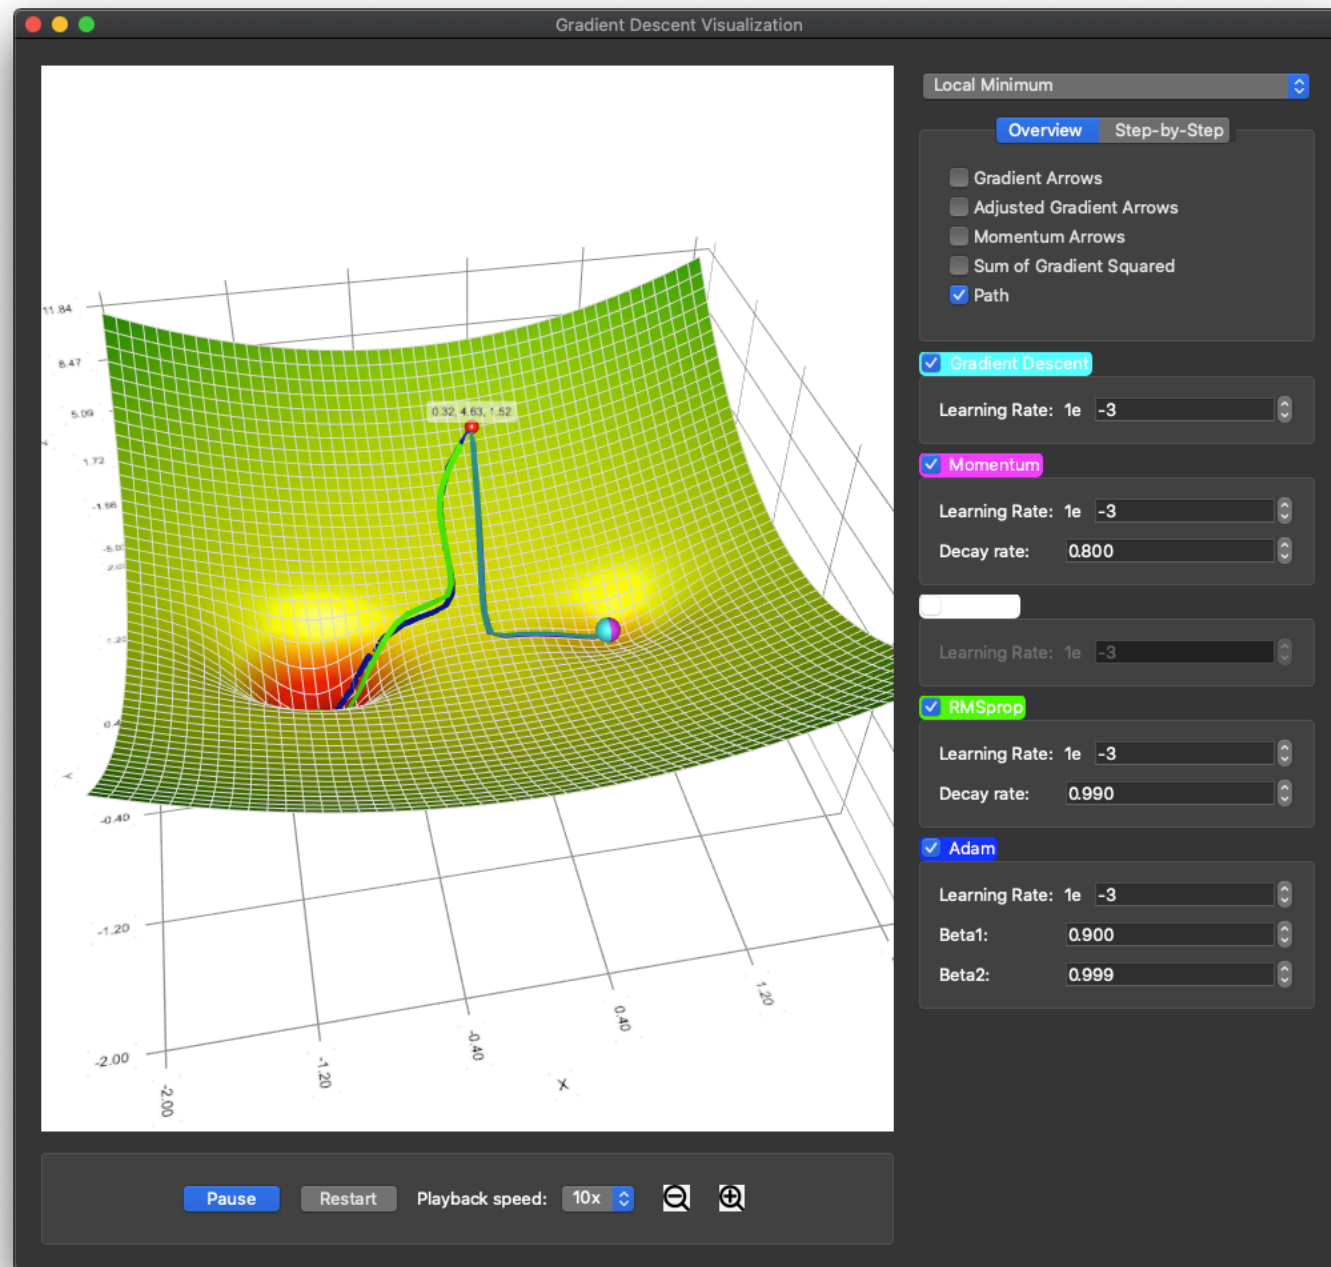 Gradient Descent Visualization
Local Minimum
Overview Step-by-Step
Gradient Arrows
Adjusted Gradient Arrows
Momentum Arrows
Sum of Gradient Squared
Path
Gradient Descent
Learning Rate: 1e -3
Momentum
Learning Rate: 1e -3
Decay rate: 0.800
Learning Rate: 1e -3
RMSprop
Learning Rate: 1e -3
Decay rate: 0.990
Adam
Learning Rate: 1e -3
Beta1: 0.900
Beta2: 0.999
11.84
8.47
5.09
1.72
0.32, 4.63, 1.52
Y
-0.40
-1.20
-2.00
-2.00
-1.20
-0.40
0.40
1.20
X
Pause Restart Playback speed: 10x